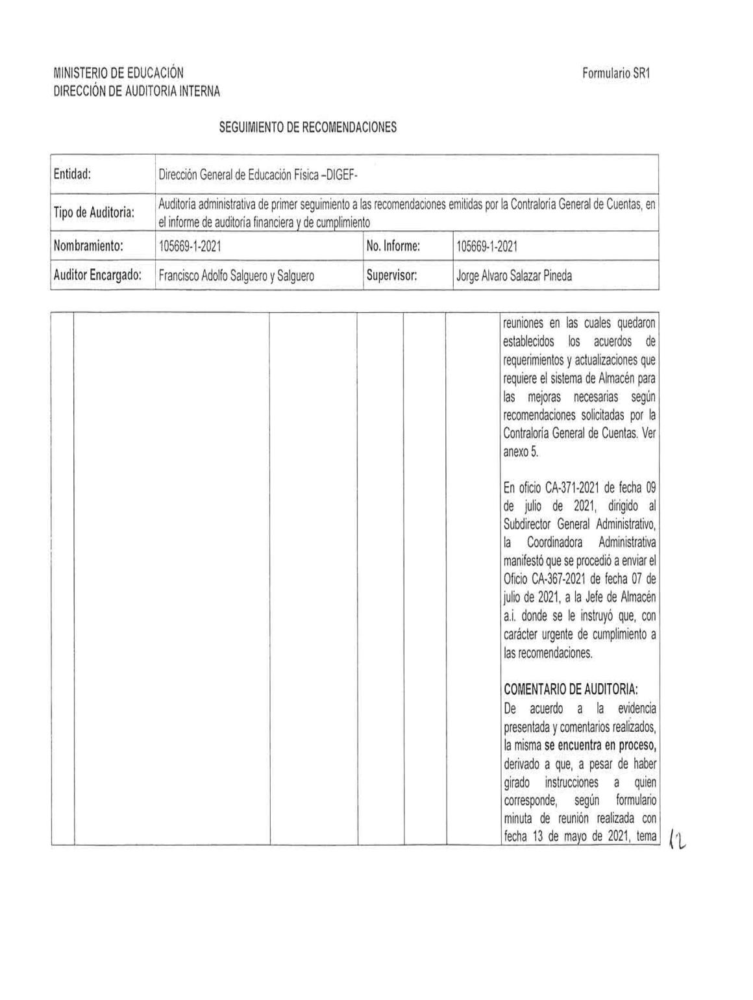 MINISTERIO DE EDUCACIÓN
Formulario SR1
DIRECCIÓN DE AUDITORIA INTERNA
SEGUIMIENTO DE RECOMENDACIONES
Entidad:
Dirección General de Educación Física –DIGEF-
Tipo de Auditoria:
Auditoría administrativa de primer seguimiento a las recomendaciones emitidas por la Contraloría General de Cuentas, en
el informe de auditoría financiera y de cumplimiento
Nombramiento:
105669-1-2021
No. Informe:
105669-1-2021
Auditor Encargado:
Francisco Adolfo Salguero y Salguero
Supervisor:
Jorge Alvaro Salazar Pineda
reuniones en las cuales quedaron
establecidos los acuerdos de
requerimientos y actualizaciones que
requiere el sistema de Almacén para
las mejoras necesarias según
recomendaciones solicitadas por la
Contraloría General de Cuentas. Ver
anexo 5.
En oficio CA-371-2021 de fecha 09
de julio de 2021, dirigido al
Subdirector General Administrativo,
la Coordinadora Administrativa
manifestó que se procedió a enviar el
Oficio CA-367-2021 de fecha 07 de
julio de 2021, a la Jefe de Almacén
a.i. donde se le instruyó que, con
carácter urgente de cumplimiento a
las recomendaciones.
COMENTARIO DE AUDITORIA:
De acuerdo a la evidencia
presentada y comentarios realizados,
la misma se encuentra en proceso,
derivado a que, a pesar de haber
girado instrucciones a quien
corresponde, según formulario
minuta de reunión realizada con
fecha 13 de mayo de 2021, tema
12